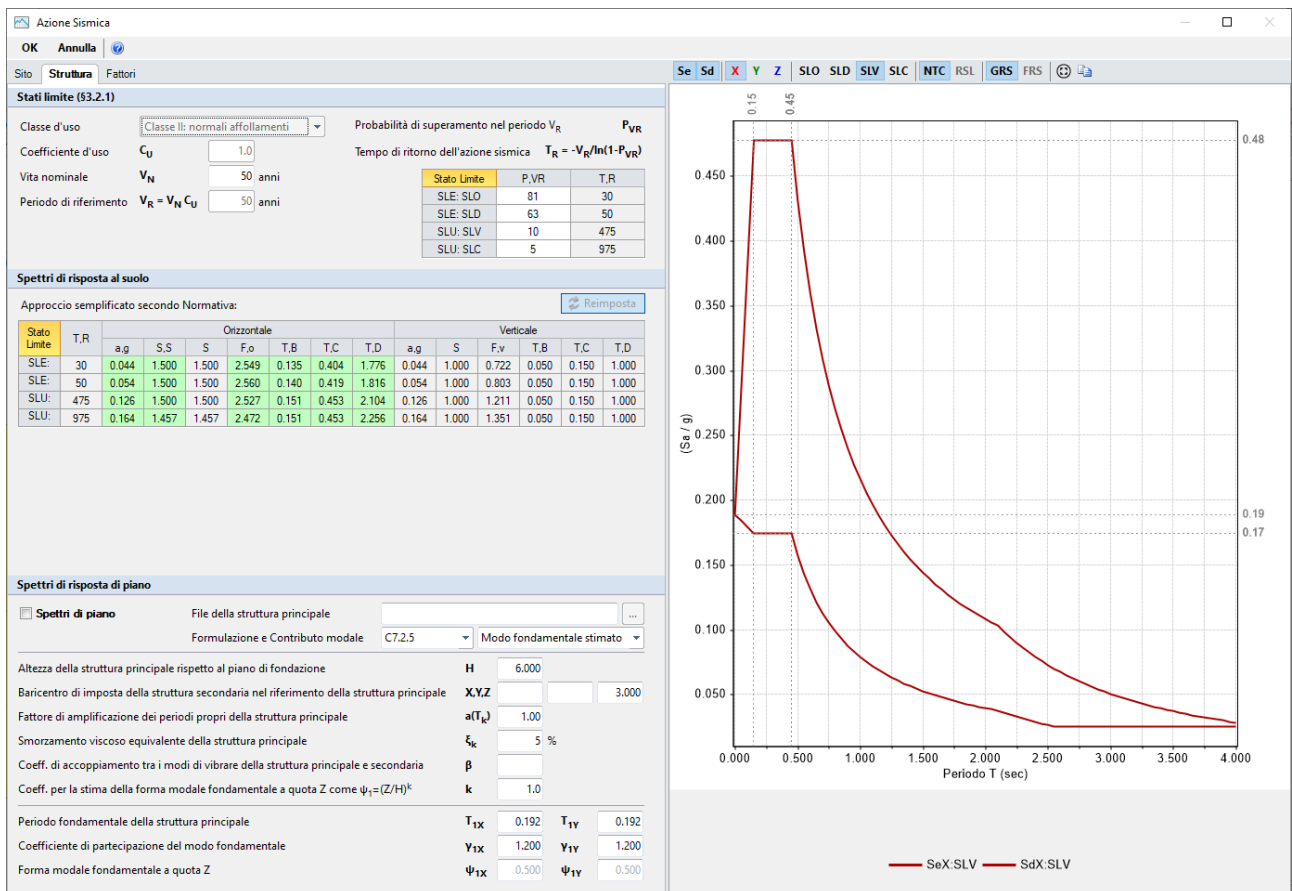 Azione Sismica
OK Annulla
Sito Struttura Fattori
Stati limite (§3.2.1)
Classe d'uso Classe II: normali affollamenti
Coefficiente d'uso CU 1.0
Vita nominale VN 50 anni
Periodo di riferimento VR = VN CU 50 anni
Probabilità di superamento nel periodo VR PVR
Tempo di ritorno dell'azione sismica TR = -VR/ln(1-PVR)
Stato Limite P,VR T,R
SLE: SLO 81 30
SLE: SLD 63 50
SLU: SLV 10 475
SLU: SLC 5 975
Spettri di risposta al suolo
Approccio semplificato secondo Normativa: Reimposta
Stato Limite T,R Orizzontale Verticale
a,g S,S S F,o T,B T,C T,D a,g S F,v T,B T,C T,D
SLE: 30 0.044 1.500 1.500 2.549 0.135 0.404 1.776 0.044 1.000 0.722 0.050 0.150 1.000
SLE: 50 0.054 1.500 1.500 2.560 0.140 0.419 1.816 0.054 1.000 0.803 0.050 0.150 1.000
SLU: 475 0.126 1.500 1.500 2.527 0.151 0.453 2.104 0.126 1.000 1.211 0.050 0.150 1.000
SLU: 975 0.164 1.457 1.457 2.472 0.151 0.453 2.256 0.164 1.000 1.351 0.050 0.150 1.000
Spettri di risposta di piano
Spettri di piano File della struttura principale ...
Formulazione e Contributo modale C7.2.5 Modo fondamentale stimato
Altezza della struttura principale rispetto al piano di fondazione H 6.000
Baricentro di imposta della struttura secondaria nel riferimento della struttura principale X,Y,Z 3.000
Fattore di amplificazione dei periodi propri della struttura principale a(Tk) 1.00
Smorzamento viscoso equivalente della struttura principale ξk 5 %
Coeff. di accoppiamento tra i modi di vibrare della struttura principale e secondaria β
Coeff. per la stima della forma modale fondamentale a quota Z come ψ1=(Z/H)^k k 1.0
Periodo fondamentale della struttura principale T1X 0.192 T1Y 0.192
Coefficiente di partecipazione del modo fondamentale γ1X 1.200 γ1Y 1.200
Forma modale fondamentale a quota Z ψ1X 0.500 ψ1Y 0.500
Se Sd X Y Z SLO SLD SLV SLC NTC RSL GRS FRS
0.15 0.45
0.48
0.450
0.400
0.350
0.300
0.250
0.200
0.19
0.17
0.150
0.100
0.050
(Sa / g)
0.000 0.500 1.000 1.500 2.000 2.500 3.000 3.500 4.000
Periodo T (sec)
SeX:SLV SdX:SLV